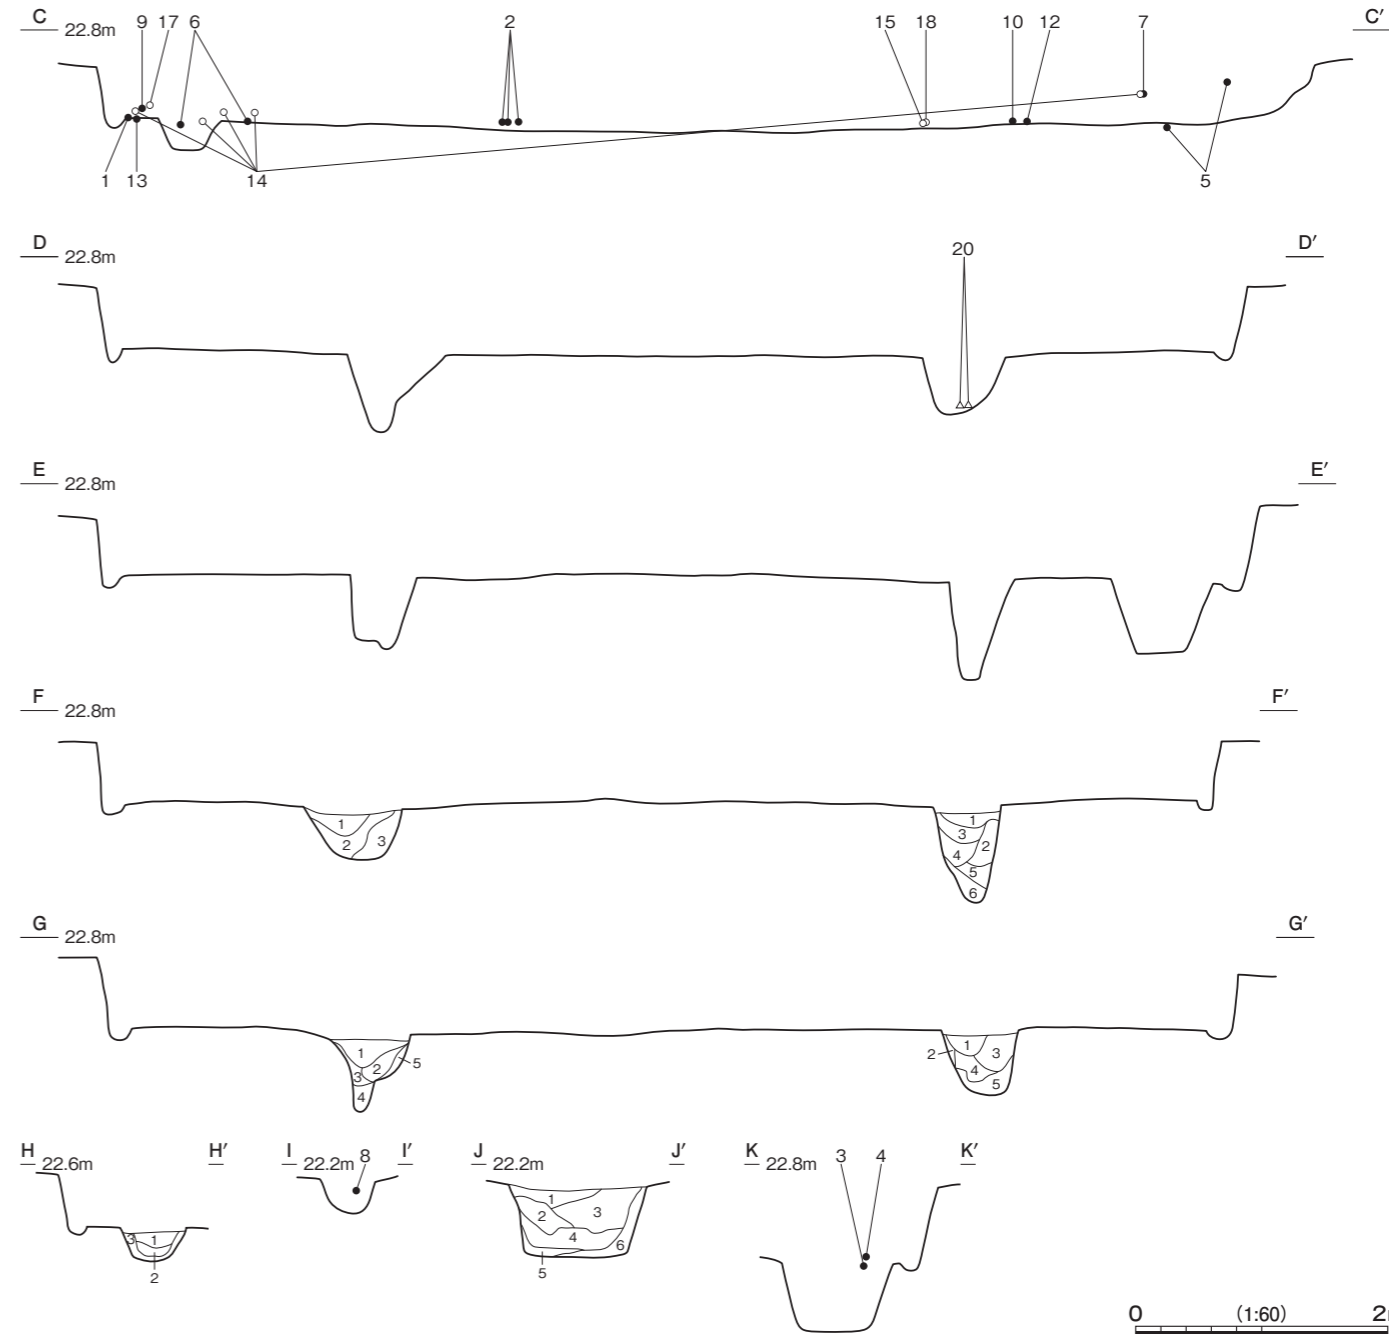 C 9 17 6 2 15 18 10 12 7 C′
22.8m
1 13 14 5
D 20 D′
22.8m
E E′
22.8m
F F′
22.8m
1 1
2 3 3 2
4
5
6
G G′
22.8m
1 5 2 1 3
3 2 4 5
4
H 22.6m H′ I 22.2m 8 I′ J 22.2m J′ K 22.8m 3 4 K′
3 1 1
2 3
4 6
2 5
0 (1:60)